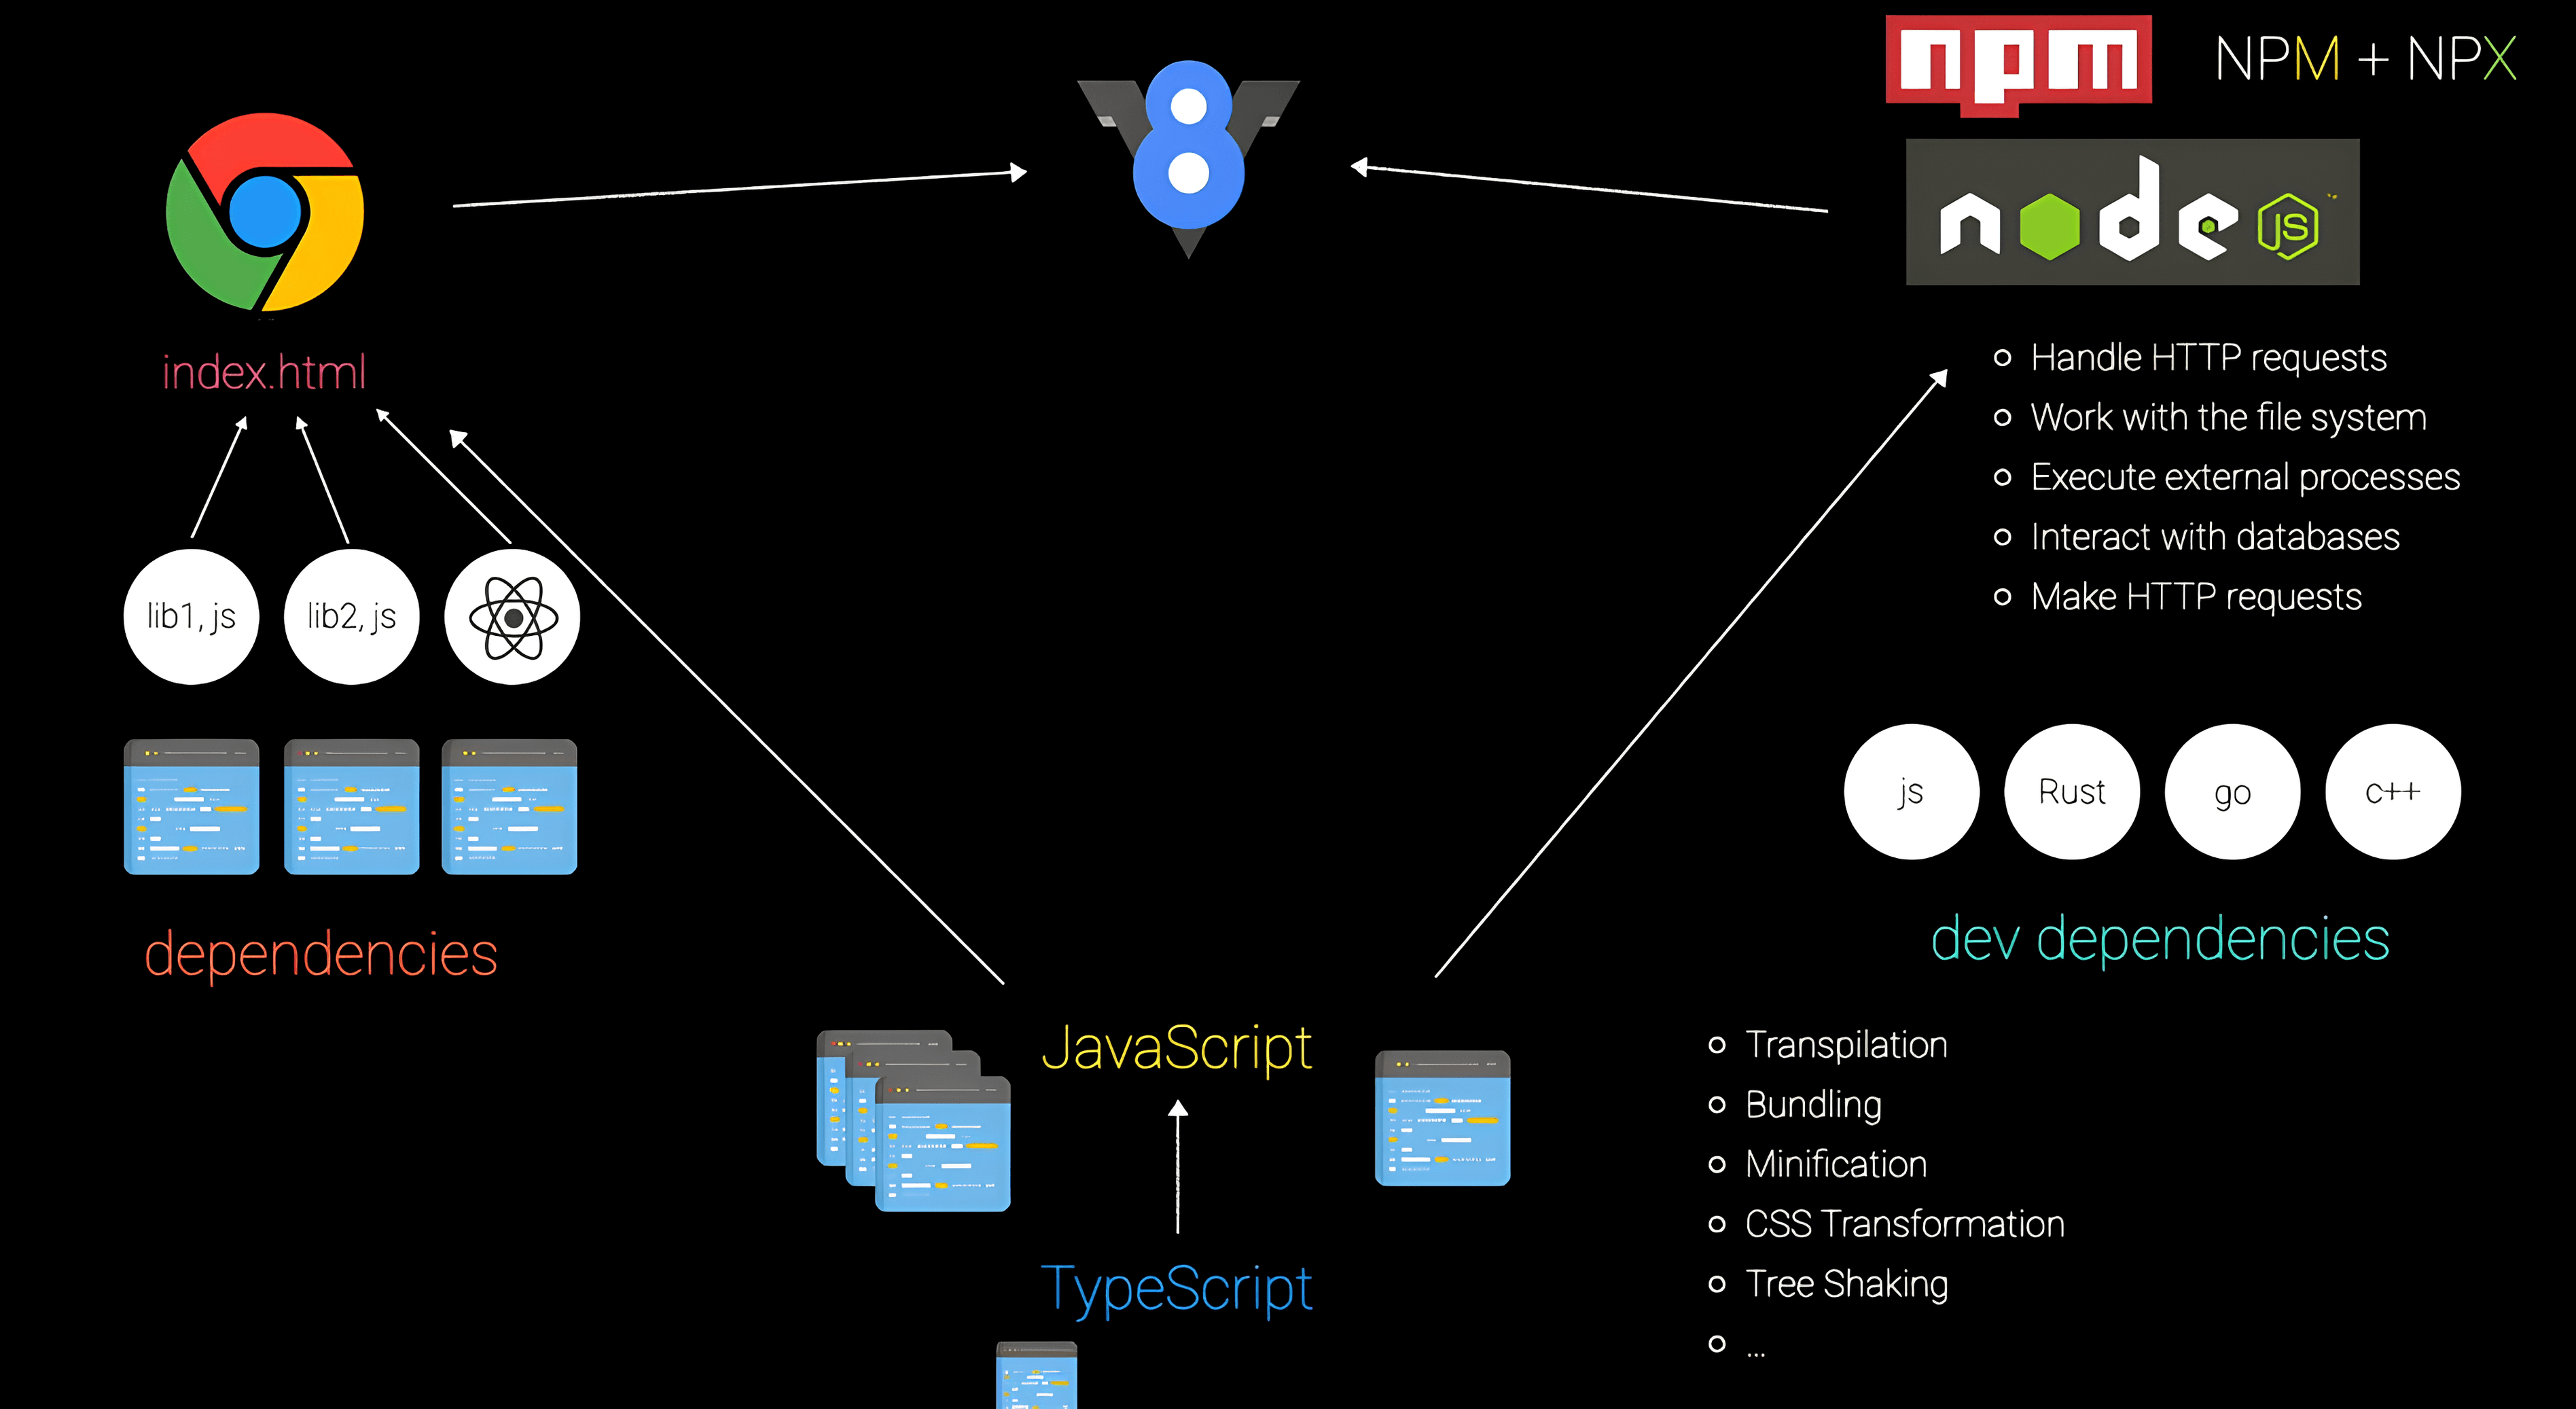 npm
NPM + NPX
V8
node JS
index.html
Handle HTTP requests
Work with the file system
Execute external processes
Interact with databases
Make HTTP requests
lib1, js
lib2, js
js
Rust
go
c++
dependencies
dev dependencies
JavaScript
TypeScript
Transpilation
Bundling
Minification
CSS Transformation
Tree Shaking
...